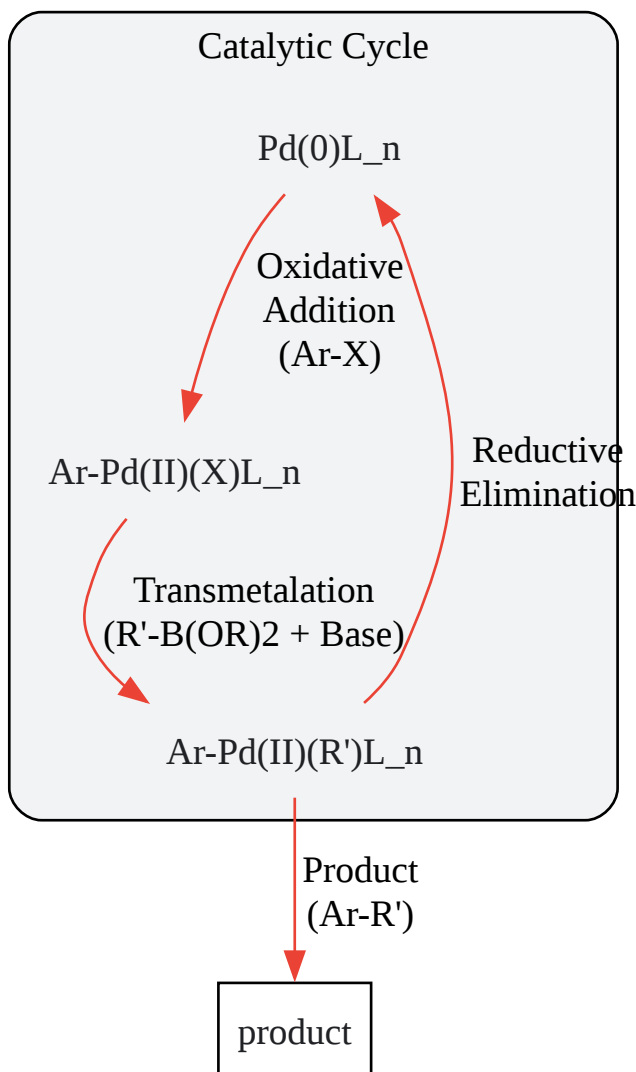 Catalytic Cycle
Pd(0)L_n
Oxidative
Addition
(Ar-X)
Ar-Pd(II)(X)L_n
Reductive
Elimination
Transmetalation
(R'-B(OR)2 + Base)
Ar-Pd(II)(R')L_n
Product
(Ar-R')
product